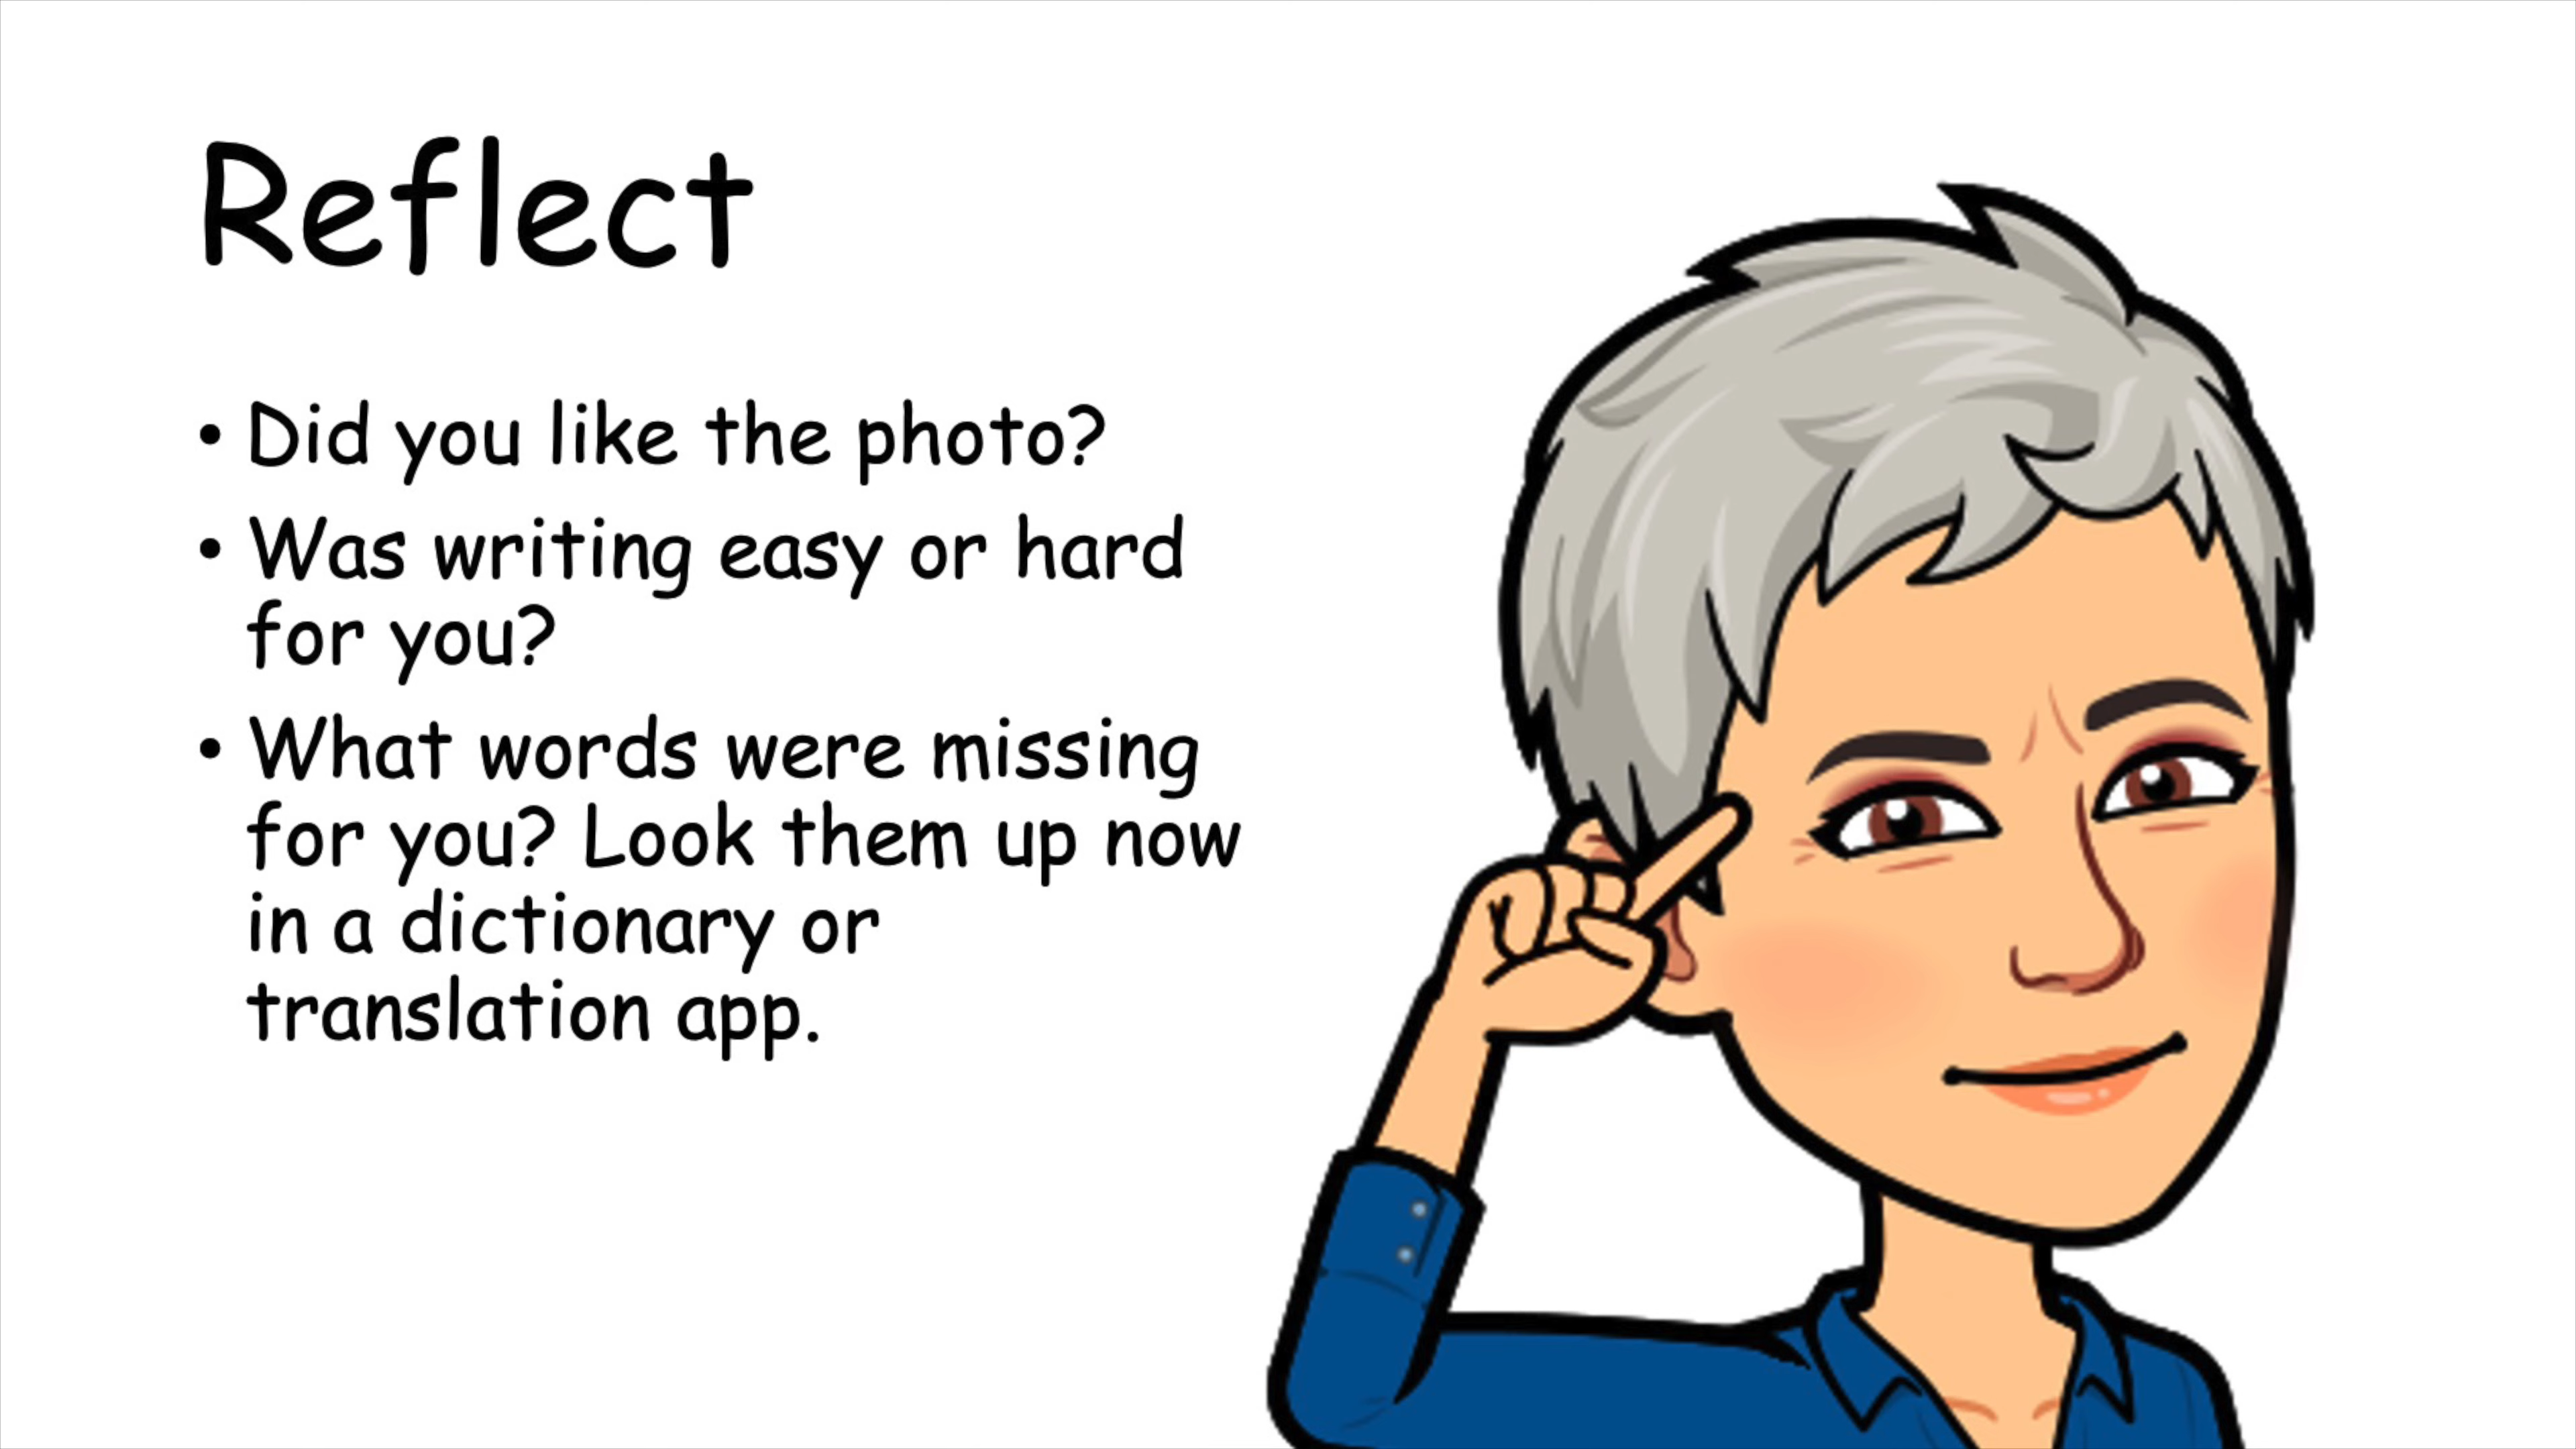 Reflect
• Did you like the photo?
• Was writing easy or hard
for you?
• What words were missing
for you? Look them up now
in a dictionary or
translation app.